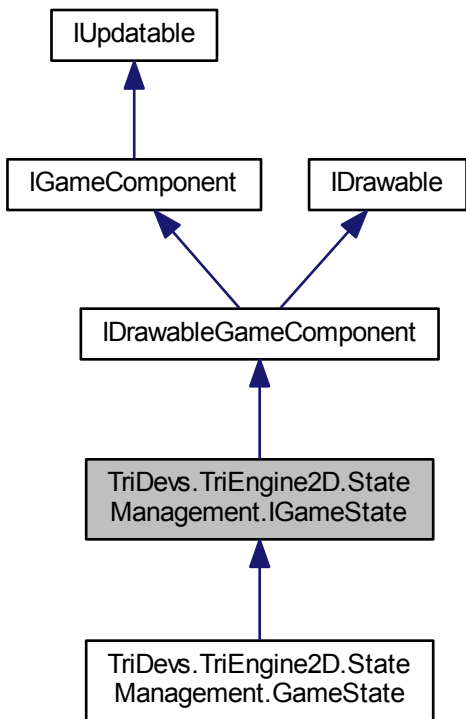 IUpdatable
IGameComponent
IDrawable
IDrawableGameComponent
TriDevs.TriEngine2D.State
Management.IGameState
TriDevs.TriEngine2D.State
Management.GameState